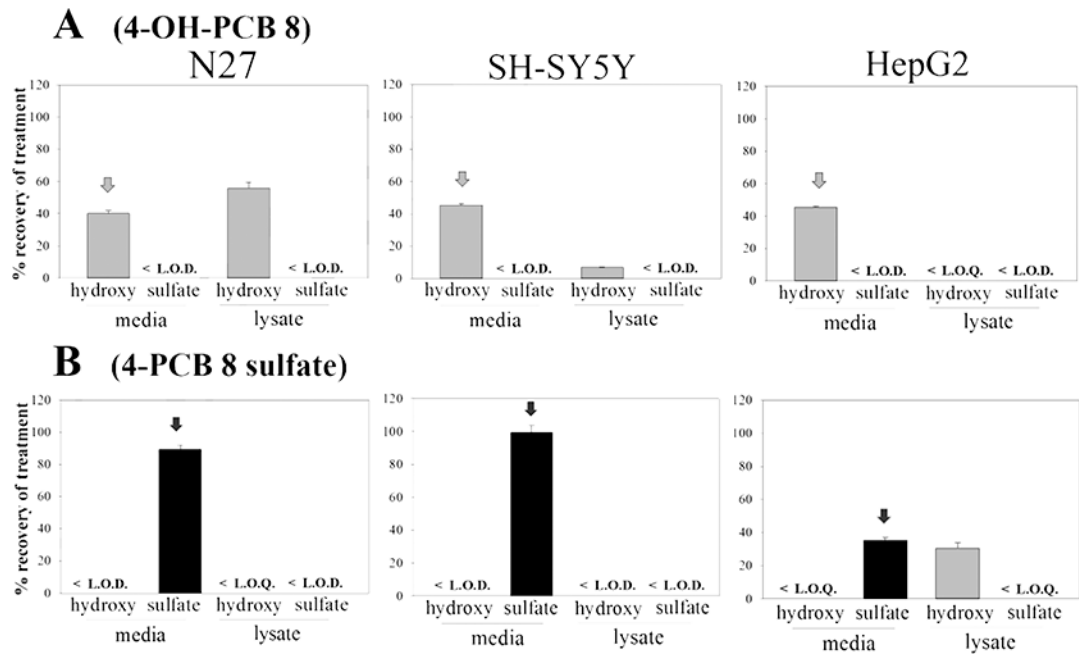 A (4-OH-PCB 8)
N27 SH-SY5Y HepG2
% recovery of treatment
120 120 120
100 100 100
80 80 80
60 60 60
40 40 40
20 20 20
0 0 0
< L.O.D. < L.O.D. < L.O.D. < L.O.D. < L.O.D. < L.O.Q. < L.O.D.
hydroxy sulfate hydroxy sulfate hydroxy sulfate hydroxy sulfate hydroxy sulfate hydroxy sulfate
media lysate media lysate media lysate
B (4-PCB 8 sulfate)
% recovery of treatment
120 120 120
100 100 100
80 80 80
60 60 60
40 40 40
20 20 20
0 0 0
< L.O.D. < L.O.Q. < L.O.D. < L.O.D. < L.O.D. < L.O.D. < L.O.Q. < L.O.Q.
hydroxy sulfate hydroxy sulfate hydroxy sulfate hydroxy sulfate hydroxy sulfate hydroxy sulfate
media lysate media lysate media lysate